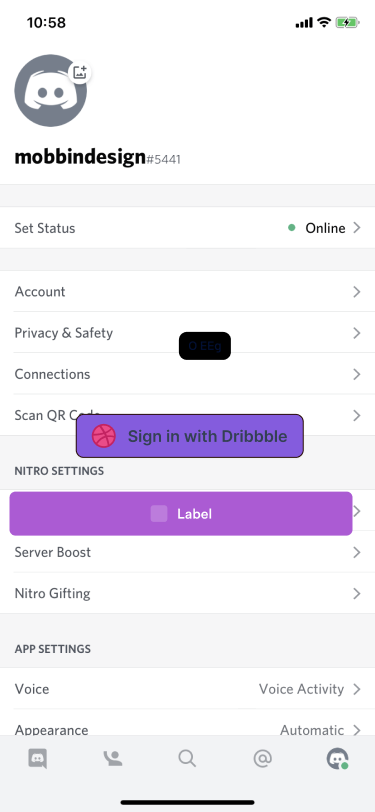 10:58
mobbindesign#5441
Set Status Online
Account
Privacy & Safety
Connections
Scan QR Code
Sign in with Dribbble
NITRO SETTINGS
Label
Server Boost
Nitro Gifting
APP SETTINGS
Voice Voice Activity
Appearance Automatic